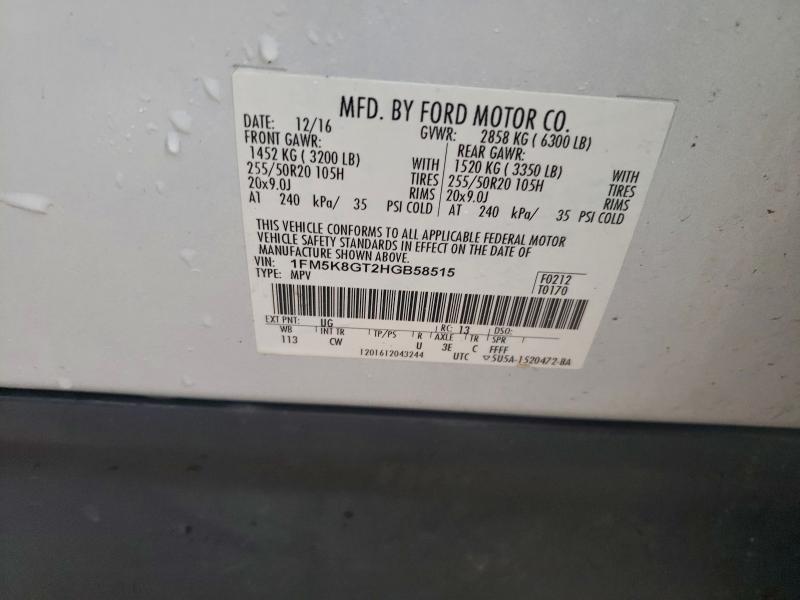 MFD. BY FORD MOTOR CO.
DATE: 12/16 GVWR: 2858 KG ( 6300 LB)
FRONT GAWR: REAR GAWR:
1452 KG ( 3200 LB) WITH 1520 KG ( 3350 LB) WITH
255/50R20 105H TIRES 255/50R20 105H TIRES
20x9.0J RIMS 20x9.0J RIMS
AT 240 kPa/ 35 PSI COLD AT 240 kPa/ 35 PSI COLD
THIS VEHICLE CONFORMS TO ALL APPLICABLE FEDERAL MOTOR
VEHICLE SAFETY STANDARDS IN EFFECT ON THE DATE OF
MANUFACTURE SHOWN ABOVE.
VIN: 1FM5K8GT2HGB58515 F0212
TYPE: MPV T0170
EXT PNT: UG RC: 13 DSO:
WB INT TR TP/PS R AXLE TR SPR
113 CW U 3E C FFFF
1201612043244 UTC 5U5A-1520472-BA